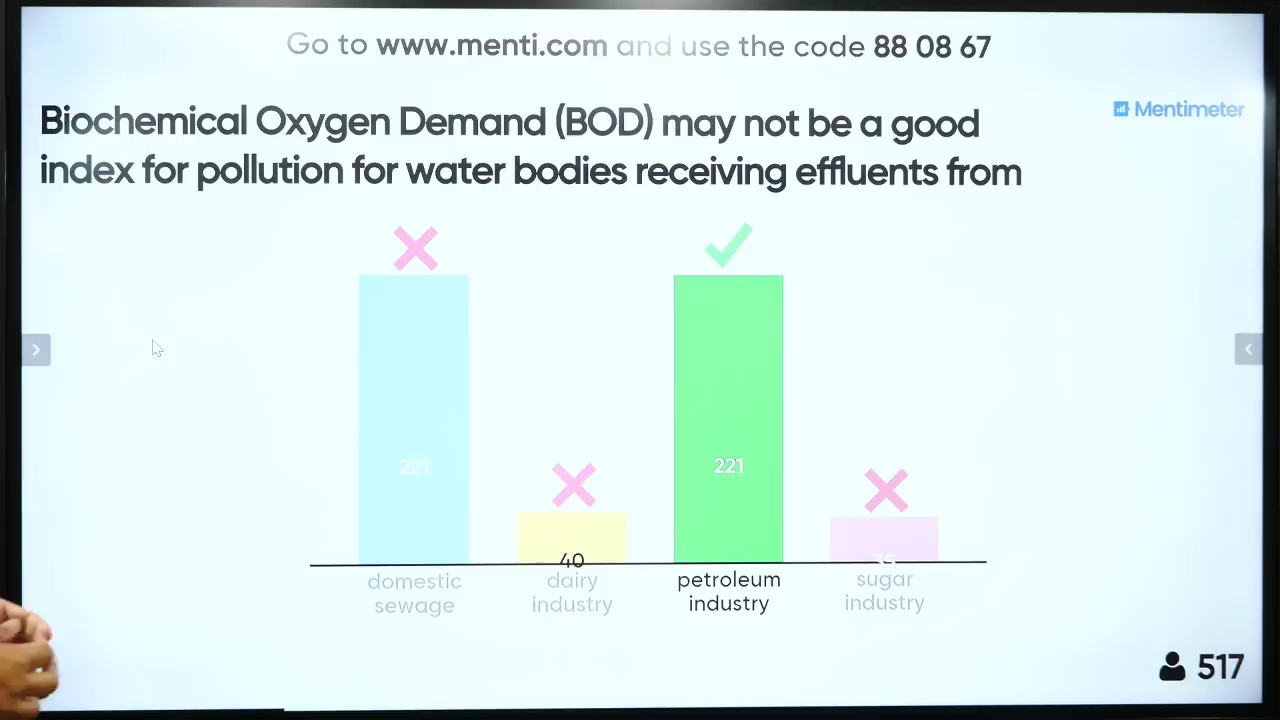 Go to www.menti.com and use the code 88 08 67
Mentimeter
Biochemical Oxygen Demand (BOD) may not be a good
index for pollution for water bodies receiving effluents from
221
40
221
35
domestic
sewage
dairy
industry
petroleum
industry
sugar
industry
517